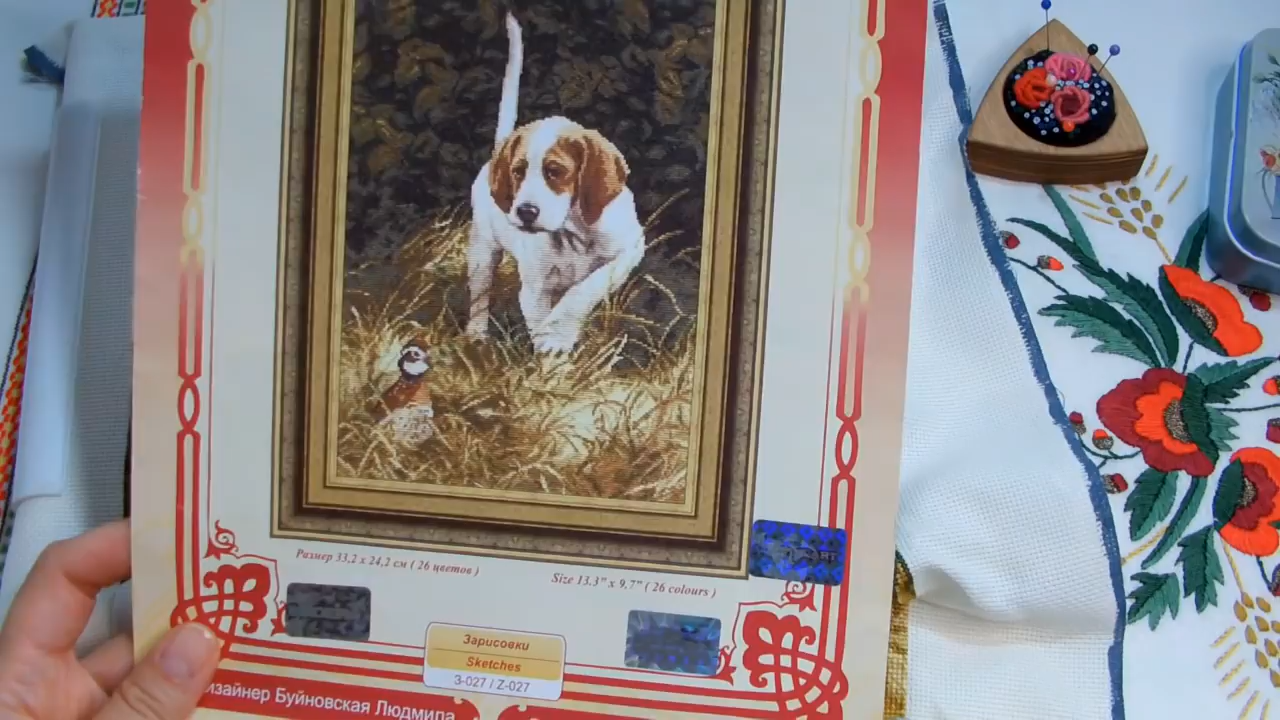 Размер 33,2 x 24,2 см ( 26 цветов )
Size 13.3" x 9.7" ( 26 colours )
Зарисовки
Sketches
З-027 / Z-027
Буйновская Людмила